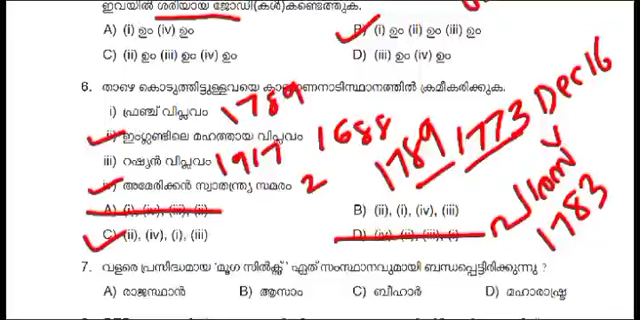 ഇവയിൽ ശരിയായ ജോഡി(കൾ)കണ്ടെത്തുക.
A) (i) ഉം (iv) ഉം B) (i) ഉം (ii) ഉം (iii) ഉം
C) (ii) ഉം (iii) ഉം (iv) ഉം D) (iii) ഉം (iv) ഉം
6. താഴെ കൊടുത്തിട്ടുള്ളവയെ കാലഗണനാടിസ്ഥാനത്തിൽ ക്രമീകരിക്കുക.
i) ഫ്രഞ്ച് വിപ്ലവം 1789
ii) ഇംഗ്ലണ്ടിലെ മഹത്തായ വിപ്ലവം 1688
iii) റഷ്യൻ വിപ്ലവം 1917
iv) അമേരിക്കൻ സ്വാതന്ത്ര്യ സമരം 2
1789 1773 Dec 16
പാരീസ്
1783
A) (i), (iv), (iii), (ii) B) (ii), (i), (iv), (iii)
C) (ii), (iv), (i), (iii) D) (iv), (ii), (iii), (i)
7. വളരെ പ്രസിദ്ധമായ 'മൂഗ സിൽക്ക്' ഏത് സംസ്ഥാനവുമായി ബന്ധപ്പെട്ടിരിക്കുന്നു ?
A) രാജസ്ഥാൻ B) ആസാം C) ബീഹാർ D) മഹാരാഷ്ട്ര